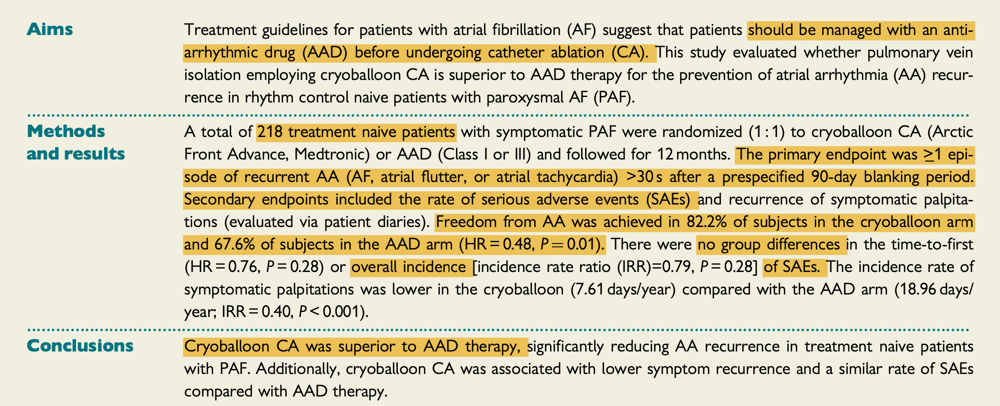 Aims
Treatment guidelines for patients with atrial fibrillation (AF) suggest that patients should be managed with an anti-
arrhythmic drug (AAD) before undergoing catheter ablation (CA). This study evaluated whether pulmonary vein
isolation employing cryoballoon CA is superior to AAD therapy for the prevention of atrial arrhythmia (AA) recur-
rence in rhythm control naive patients with paroxysmal AF (PAF).
Methods
and results
A total of 218 treatment naive patients with symptomatic PAF were randomized (1 : 1) to cryoballoon CA (Arctic
Front Advance, Medtronic) or AAD (Class I or III) and followed for 12 months. The primary endpoint was ≥1 epi-
sode of recurrent AA (AF, atrial flutter, or atrial tachycardia) >30 s after a prespecified 90-day blanking period.
Secondary endpoints included the rate of serious adverse events (SAEs) and recurrence of symptomatic palpita-
tions (evaluated via patient diaries). Freedom from AA was achieved in 82.2% of subjects in the cryoballoon arm
and 67.6% of subjects in the AAD arm (HR = 0.48, P = 0.01). There were no group differences in the time-to-first
(HR = 0.76, P = 0.28) or overall incidence [incidence rate ratio (IRR)=0.79, P = 0.28] of SAEs. The incidence rate of
symptomatic palpitations was lower in the cryoballoon (7.61 days/year) compared with the AAD arm (18.96 days/
year; IRR = 0.40, P < 0.001).
Conclusions
Cryoballoon CA was superior to AAD therapy, significantly reducing AA recurrence in treatment naive patients
with PAF. Additionally, cryoballoon CA was associated with lower symptom recurrence and a similar rate of SAEs
compared with AAD therapy.